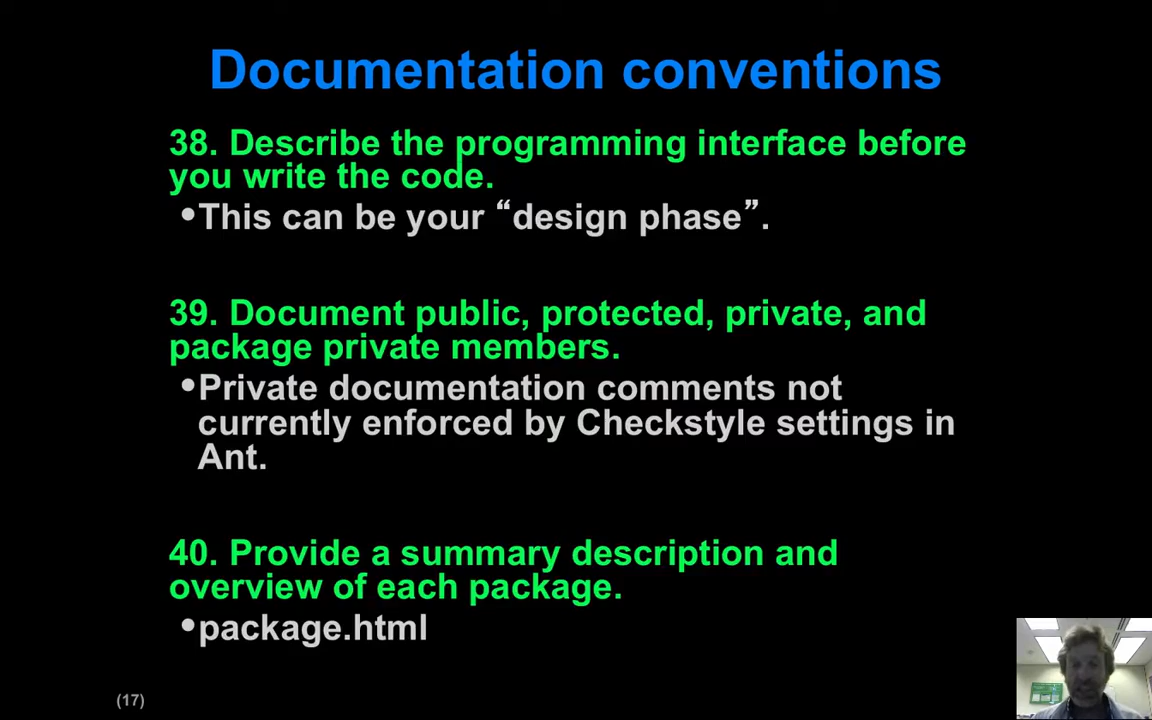 Documentation conventions
38. Describe the programming interface before
you write the code.
•This can be your “design phase”.
39. Document public, protected, private, and
package private members.
•Private documentation comments not
currently enforced by Checkstyle settings in
Ant.
40. Provide a summary description and
overview of each package.
•package.html
(17)